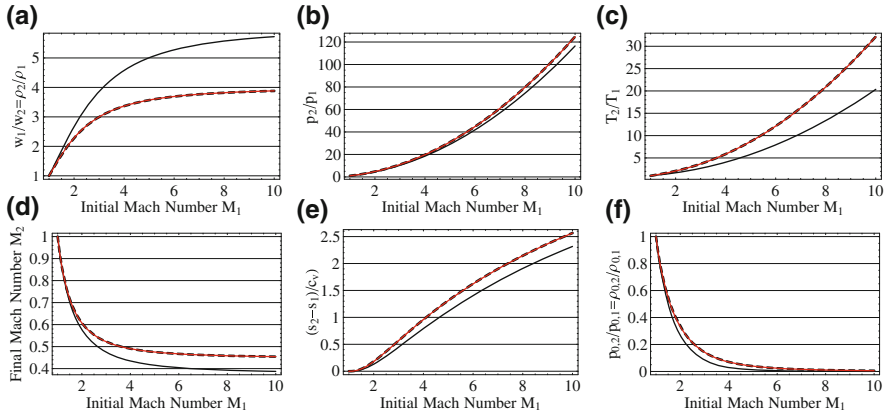 (a)
w₁/w₂=ρ₂/ρ₁
5
4
3
2
1
2 4 6 8 10
Initial Mach Number M₁
(b)
p₂/p₁
120
100
80
60
40
20
0
2 4 6 8 10
Initial Mach Number M₁
(c)
T₂/T₁
30
25
20
15
10
5
2 4 6 8 10
Initial Mach Number M₁
(d)
Final Mach Number M₂
1
0.9
0.8
0.7
0.6
0.5
0.4
2 4 6 8 10
Initial Mach Number M₁
(e)
(s₂−s₁)/cᵥ)
2.5
2
1.5
1
0.5
0
2 4 6 8 10
Initial Mach Number M₁
(f)
p₀,₂/p₀,₁=ρ₀,₂/ρ₀,₁
1
0.8
0.6
0.4
0.2
0
2 4 6 8 10
Initial Mach Number M₁